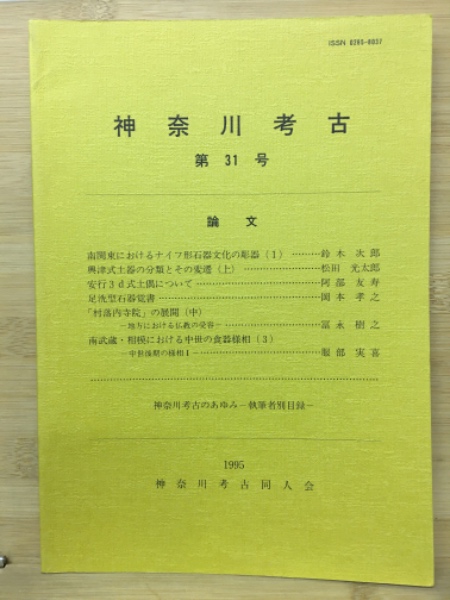 ISSN 0285-8037
神奈川考古
第31号
論文
南関東におけるナイフ形石器文化の彫器(1)………鈴木次郎
興津式土器の分類とその変遷(上)………松田光太郎
安行3d式土偶について………阿部友寿
足洗型石器覚書………岡本孝之
「村落内寺院」の展開(中)
―地方における仏教の受容―………冨永樹之
南武蔵・相模における中世の食器様相(3)
―中世後期の様相Ⅰ―………服部実喜
神奈川考古のあゆみ―執筆者別目録―
1995
神奈川考古同人会